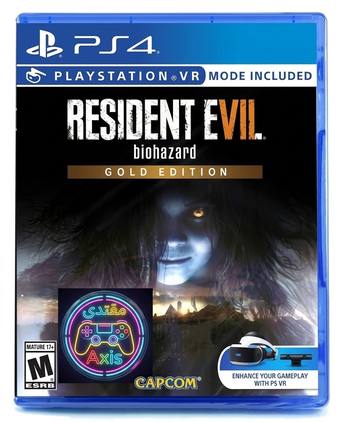 PS4
PLAYSTATION®VR MODE INCLUDED
RESIDENT EVIL®
biohazard
GOLD EDITION
مقتدى
Axis
MATURE 17+
M
ESRB
CAPCOM®
ENHANCE YOUR GAMEPLAY
WITH PS VR